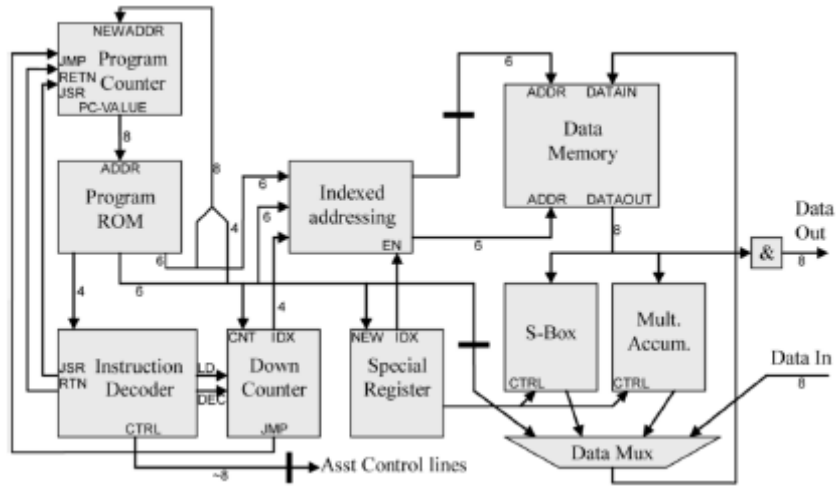 NEWADDR
Program
Counter
JMP
RETN
JSR
PC-VALUE
8
ADDR
Program
ROM
6
4
6
8
4
6
6
Indexed
addressing
EN
6
6
ADDR DATAIN
Data
Memory
ADDR DATAOUT
8
&
Data
Out
8
JSR
RTN
Instruction
Decoder
CTRL
LD
DEC
CNT IDX
Down
Counter
JMP
4
NEW IDX
Special
Register
S-Box
CTRL
Mult.
Accum.
CTRL
Data In
8
Data Mux
~8
Asst Control lines